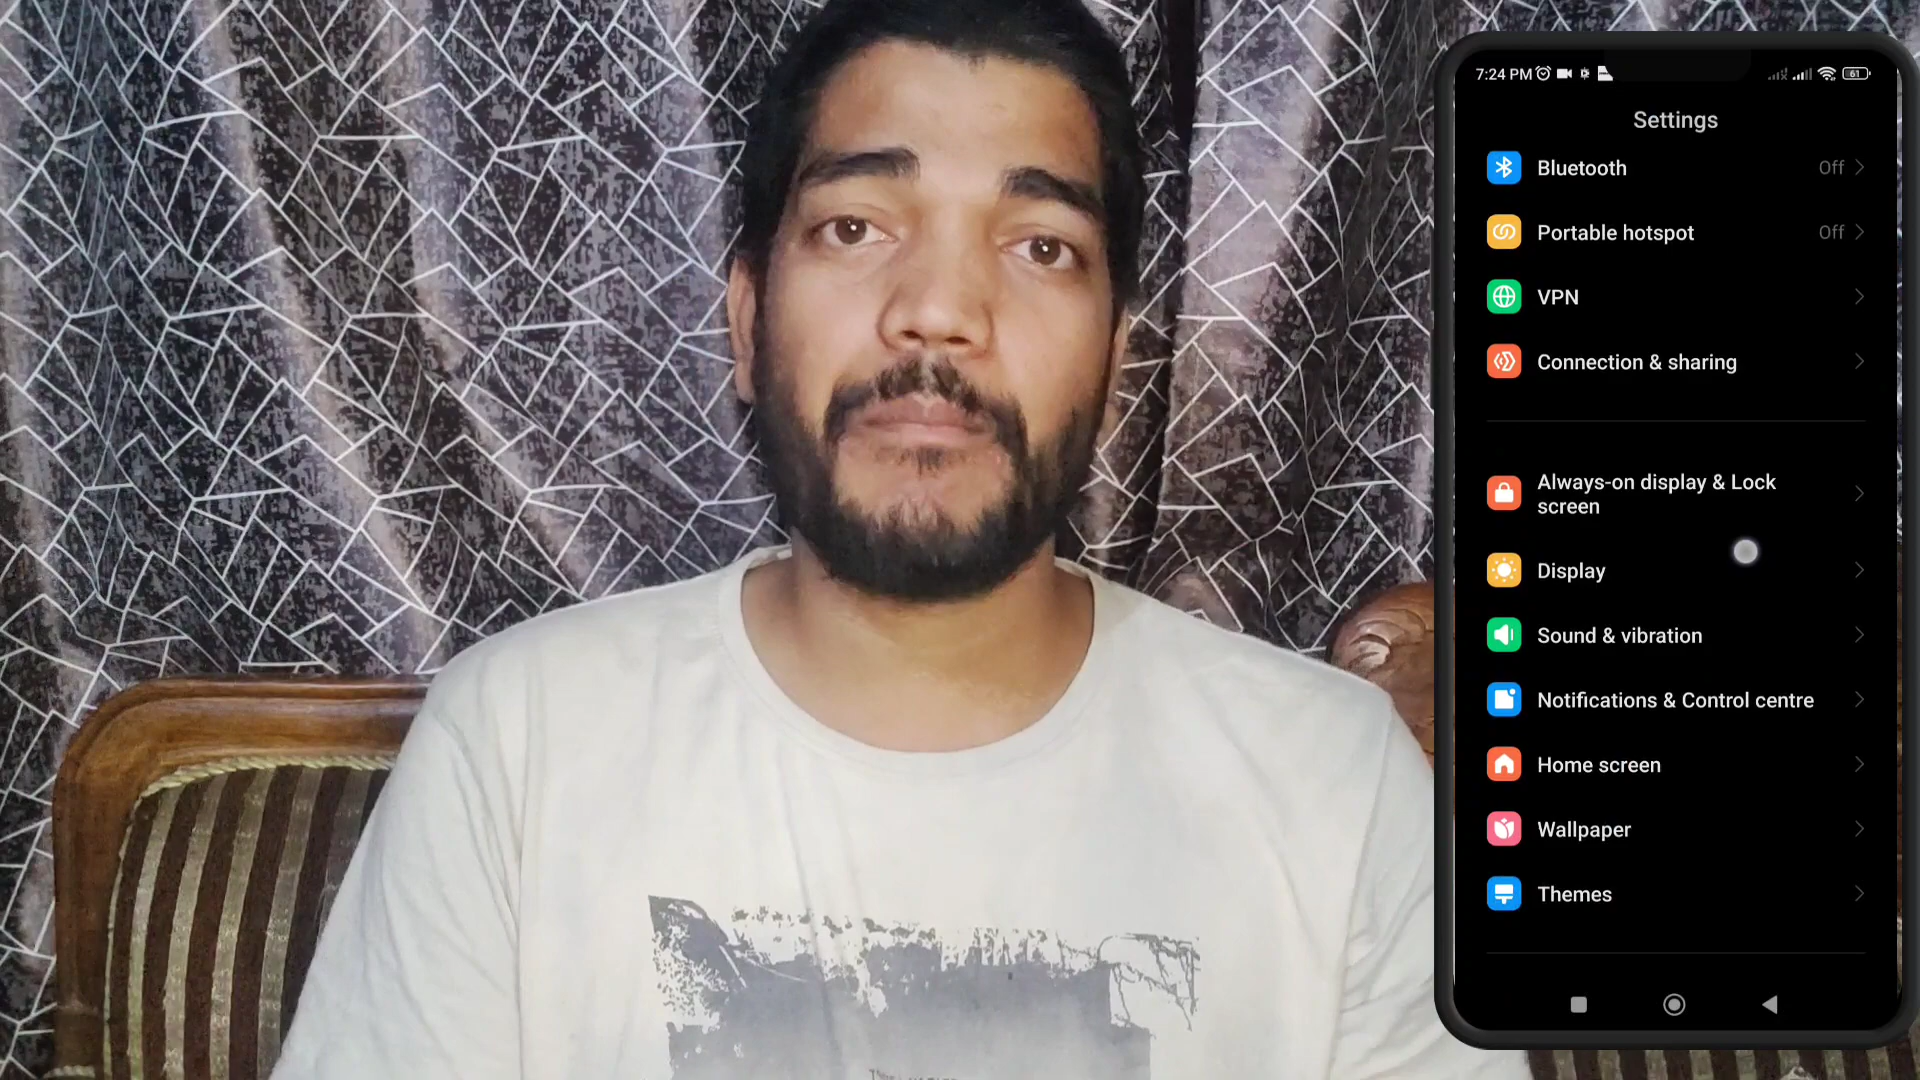 7:24 PM
61
Settings
Bluetooth
Off
Portable hotspot
Off
VPN
Connection & sharing
Always-on display & Lock
screen
Display
Sound & vibration
Notifications & Control centre
Home screen
Wallpaper
Themes